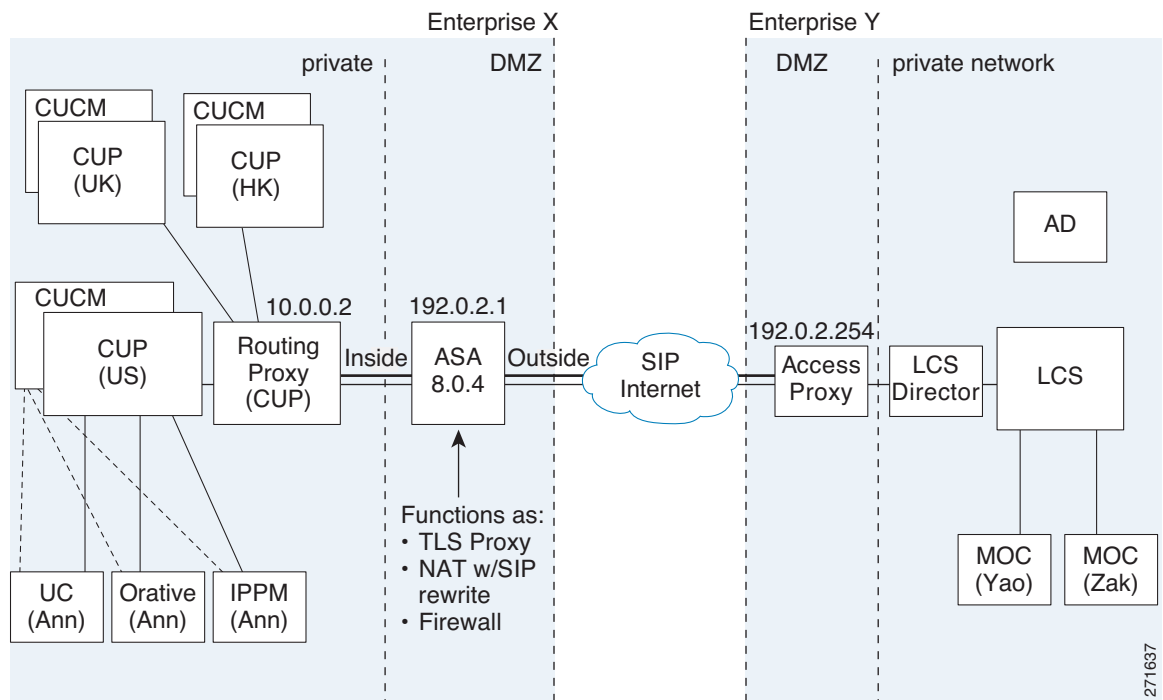 Enterprise X
Enterprise Y
private
DMZ
DMZ
private network
CUCM
CUP
(UK)
CUCM
CUP
(HK)
AD
CUCM
CUP
(US)
10.0.0.2
Routing
Proxy
(CUP)
Inside
192.0.2.1
ASA
8.0.4
Outside
SIP
Internet
192.0.2.254
Access
Proxy
LCS
Director
LCS
Functions as:
• TLS Proxy
• NAT w/SIP
rewrite
• Firewall
UC
(Ann)
Orative
(Ann)
IPPM
(Ann)
MOC
(Yao)
MOC
(Zak)
271637